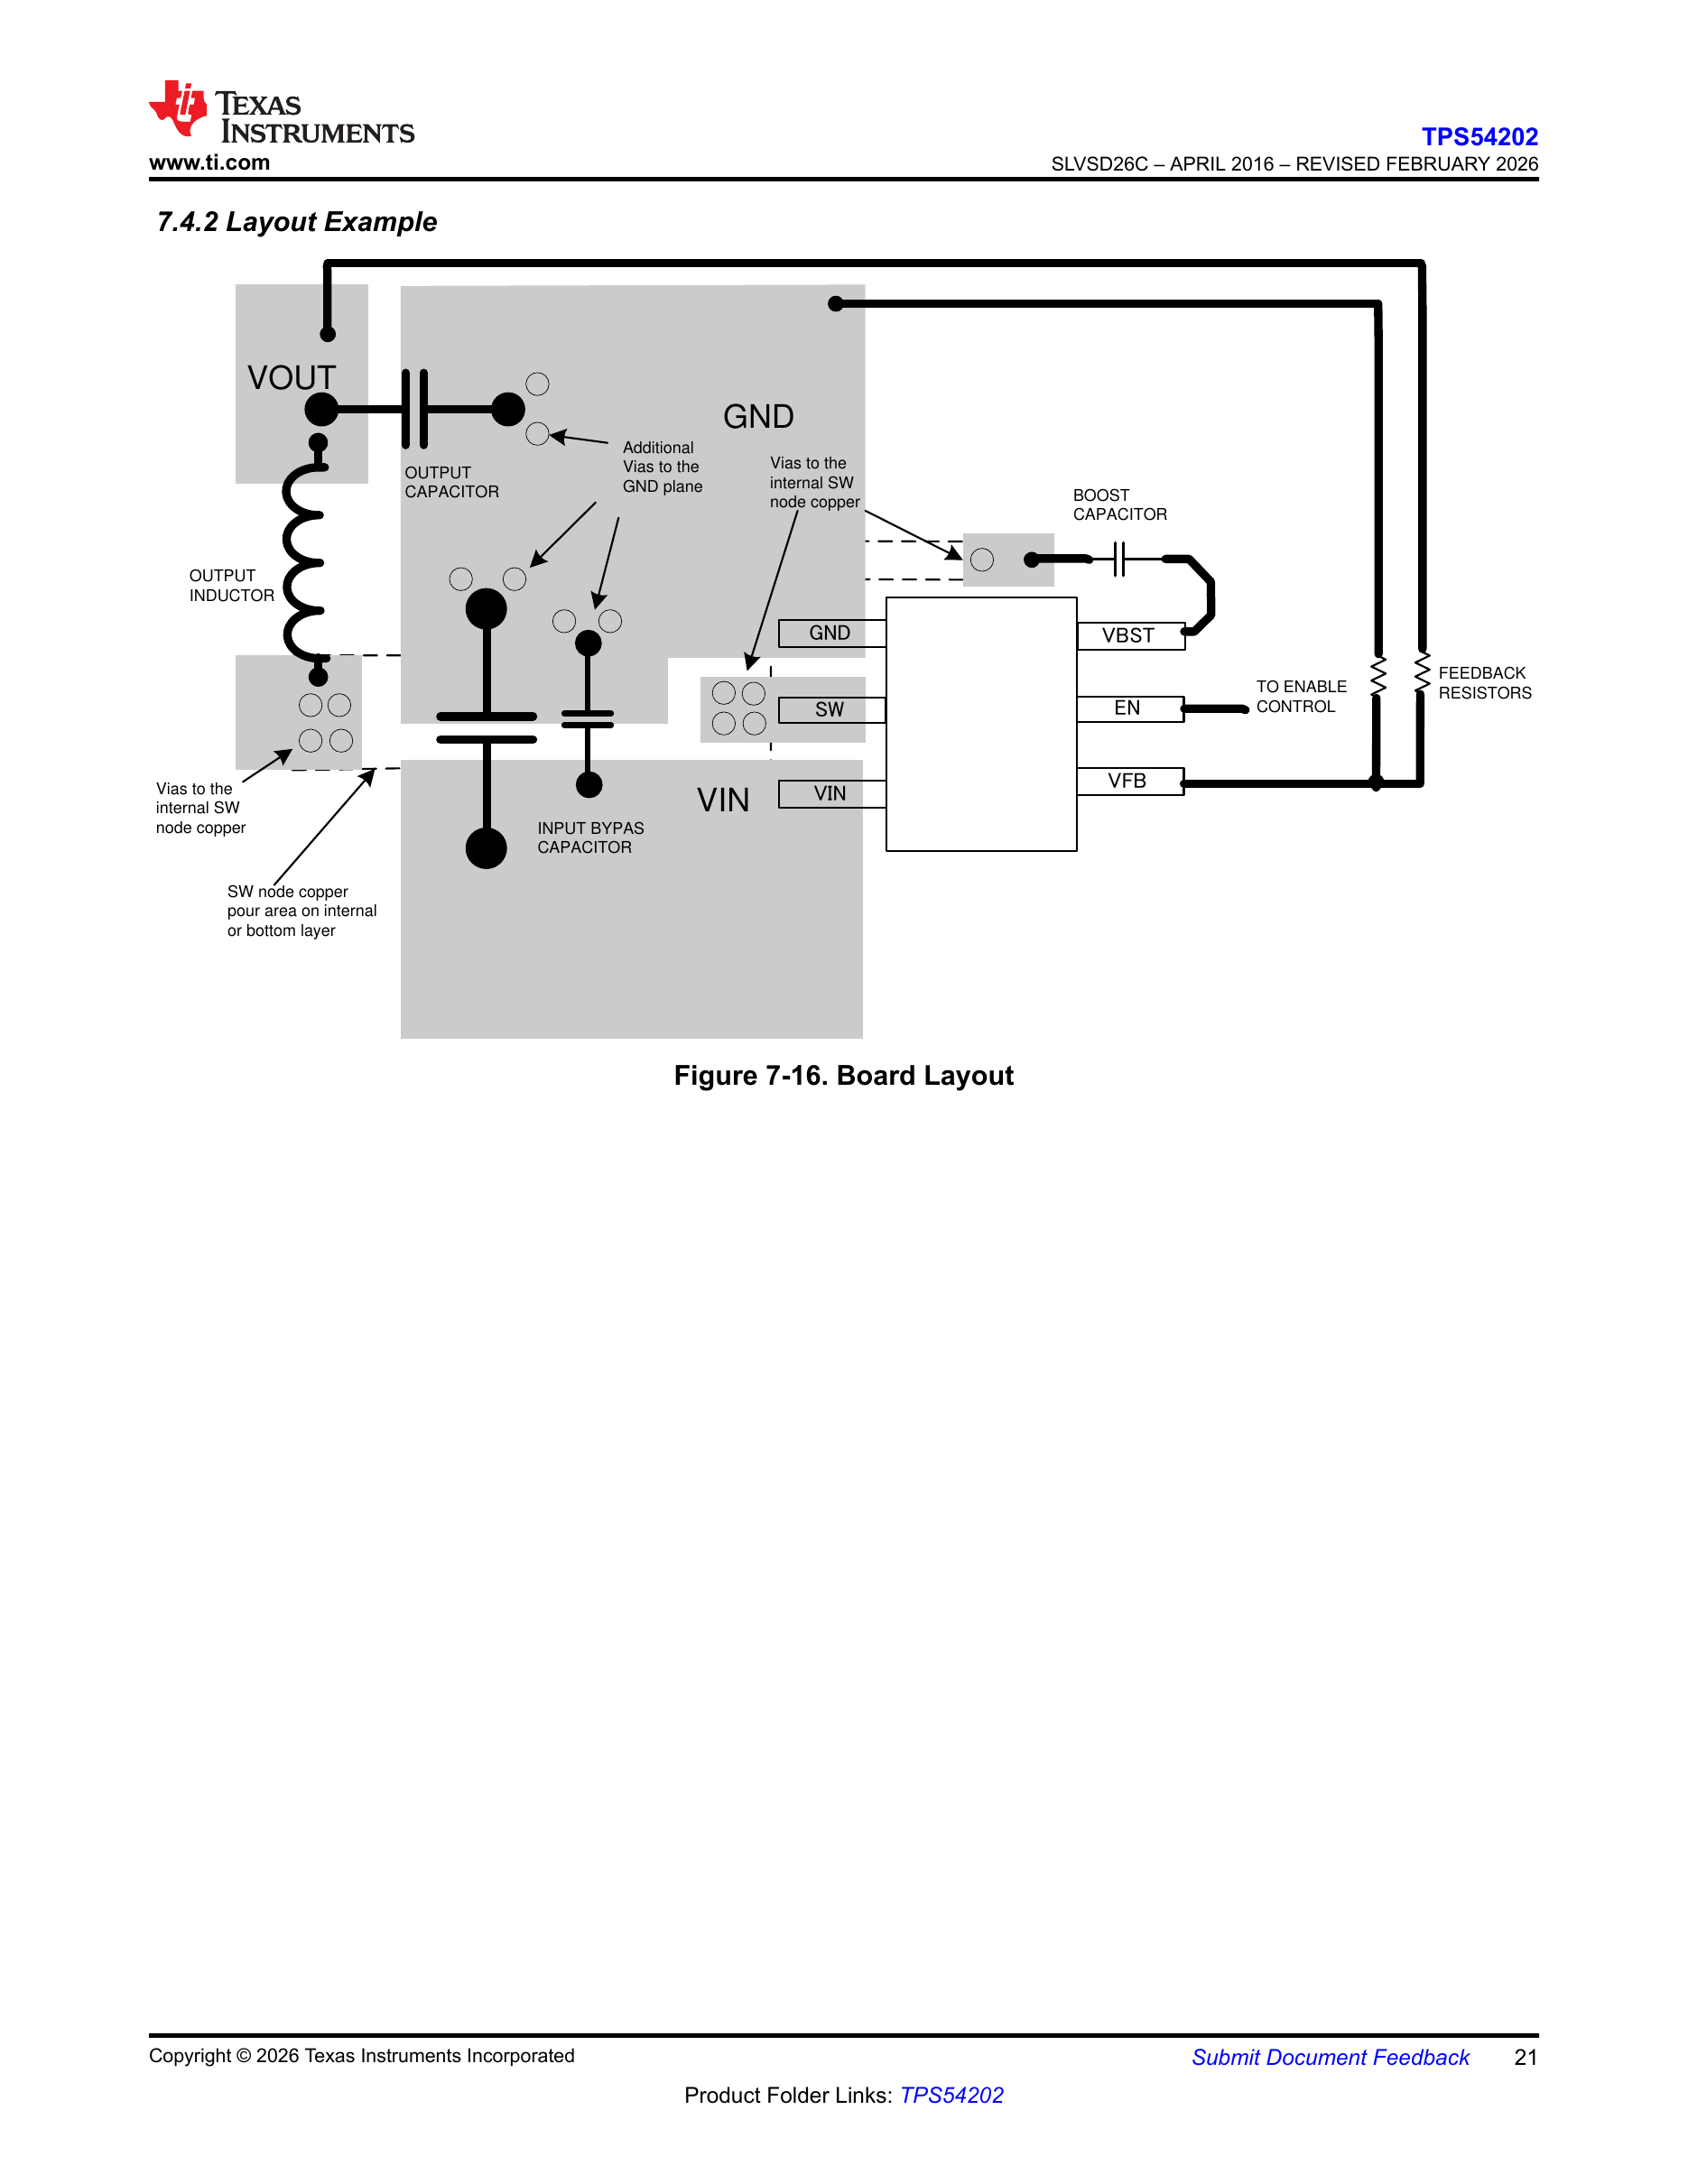 TEXAS
INSTRUMENTS
www.ti.com
TPS54202
SLVSD26C – APRIL 2016 – REVISED FEBRUARY 2026
7.4.2 Layout Example
VOUT
GND
OUTPUT
CAPACITOR
Additional
Vias to the
GND plane
Vias to the
internal SW
node copper
BOOST
CAPACITOR
OUTPUT
INDUCTOR
GND
VBST
SW
EN
TO ENABLE
CONTROL
FEEDBACK
RESISTORS
VIN
VIN
VFB
Vias to the
internal SW
node copper
INPUT BYPAS
CAPACITOR
SW node copper
pour area on internal
or bottom layer
Figure 7-16. Board Layout
Copyright © 2026 Texas Instruments Incorporated
Submit Document Feedback 21
Product Folder Links: TPS54202